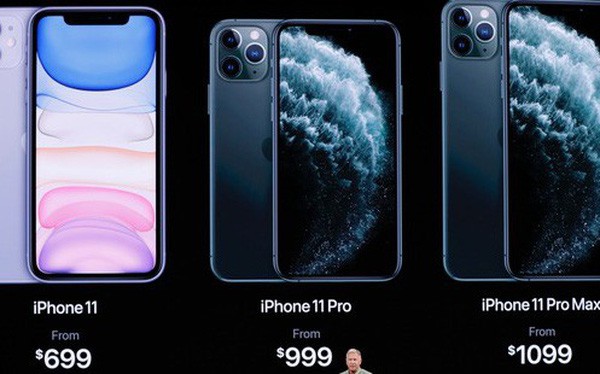 iPhone 11
From
$699
iPhone 11 Pro
From
$999
iPhone 11 Pro Max
From
$1099